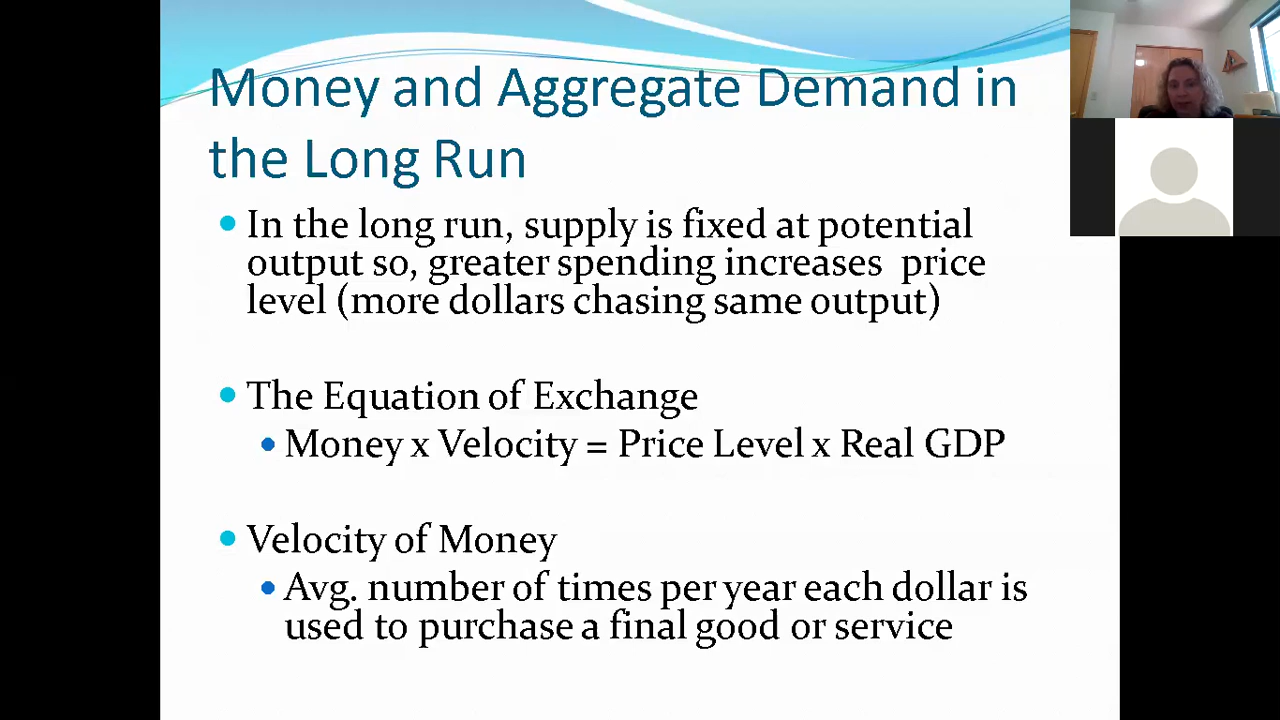 Money and Aggregate Demand in
the Long Run
In the long run, supply is fixed at potential
output so, greater spending increases price
level (more dollars chasing same output)
The Equation of Exchange
Money x Velocity = Price Level x Real GDP
Velocity of Money
Avg. number of times per year each dollar is
used to purchase a final good or service